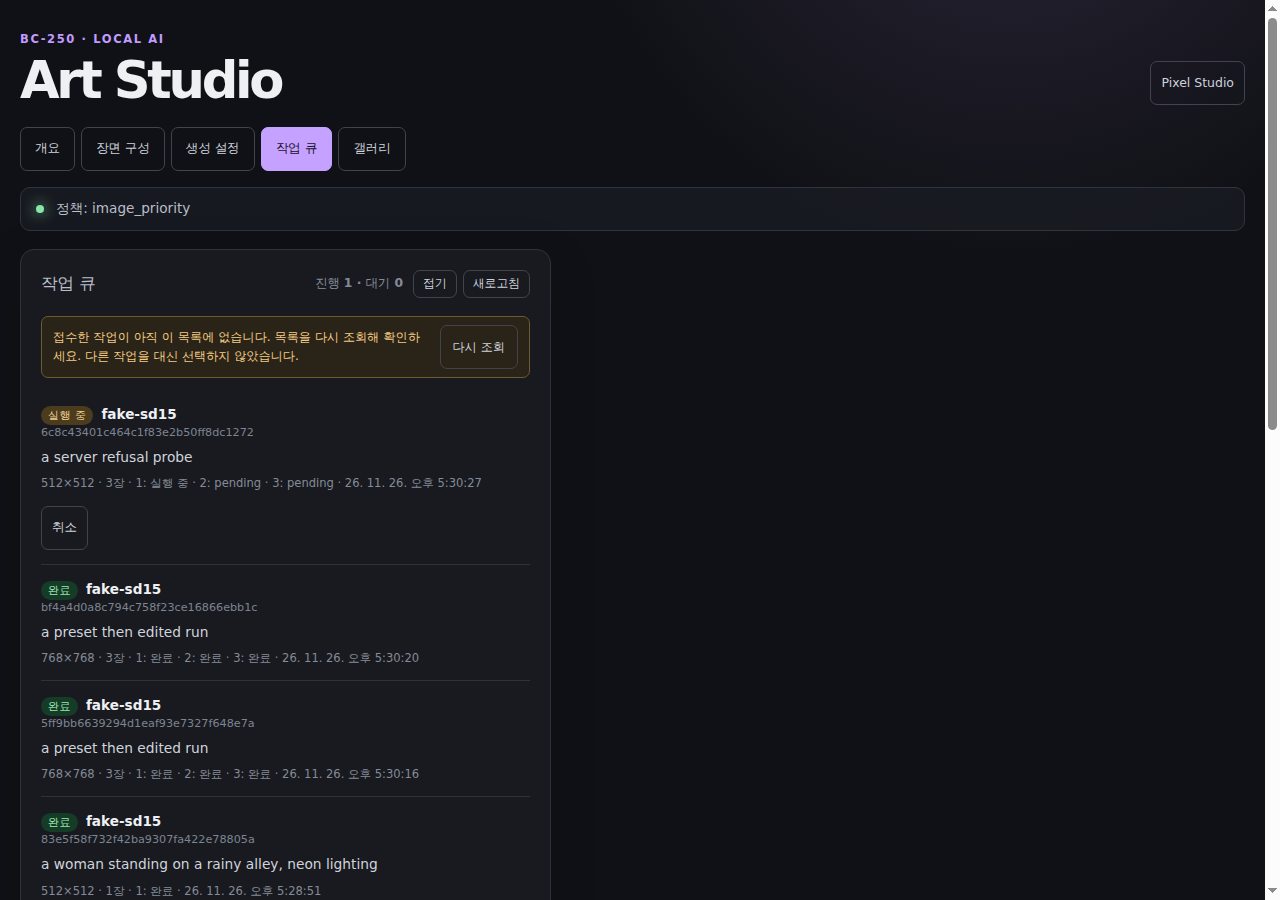 BC-250 · LOCAL AI
Art Studio
Pixel Studio
개요
장면 구성
생성 설정
작업 큐
갤러리
정책: image_priority
작업 큐
진행 1 · 대기 0
접기
새로고침
접수한 작업이 아직 이 목록에 없습니다. 목록을 다시 조회해 확인하
세요. 다른 작업을 대신 선택하지 않았습니다.
다시 조회
실행 중 fake-sd15
6c8c43401c464c1f83e2b50ff8dc1272
a server refusal probe
512×512 · 3장 · 1: 실행 중 · 2: pending · 3: pending · 26. 11. 26. 오후 5:30:27
취소
완료 fake-sd15
bf4a4d0a8c794c758f23ce16866ebb1c
a preset then edited run
768×768 · 3장 · 1: 완료 · 2: 완료 · 3: 완료 · 26. 11. 26. 오후 5:30:20
완료 fake-sd15
5ff9bb6639294d1eaf93e7327f648e7a
a preset then edited run
768×768 · 3장 · 1: 완료 · 2: 완료 · 3: 완료 · 26. 11. 26. 오후 5:30:16
완료 fake-sd15
83e5f58f732f42ba9307fa422e78805a
a woman standing on a rainy alley, neon lighting
512×512 · 1장 · 1: 완료 · 26. 11. 26. 오후 5:28:51